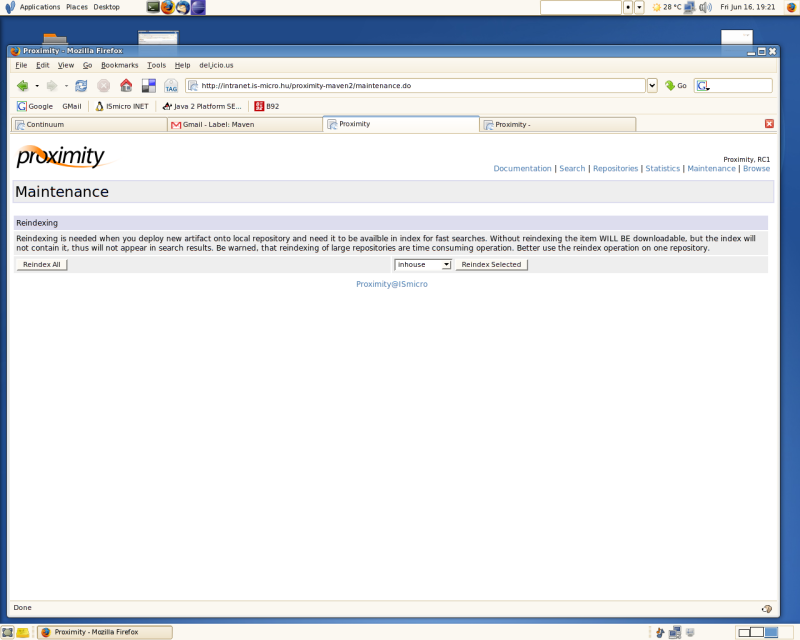 Applications Places Desktop 28 °C Fri Jun 16, 19:21
Proximity - Mozilla Firefox
File Edit View Go Bookmarks Tools Help del.icio.us
TAG http://intranet.is-micro.hu/proximity-maven2/maintenance.do Go G
Google GMail ISmicro INET Java 2 Platform SE... B92
Continuum Gmail - Label: Maven Proximity Proximity -
proximity
Proximity, RC1
Documentation | Search | Repositories | Statistics | Maintenance | Browse
Maintenance
Reindexing
Reindexing is needed when you deploy new artifact onto local repository and need it to be availble in index for fast searches. Without reindexing the item WILL BE downloadable, but the index will
not contain it, thus will not appear in search results. Be warned, that reindexing of large repositories are time consuming operation. Better use the reindex operation on one repository.
Reindex All inhouse Reindex Selected
Proximity@ISmicro
Done
Proximity - Mozilla Firefox